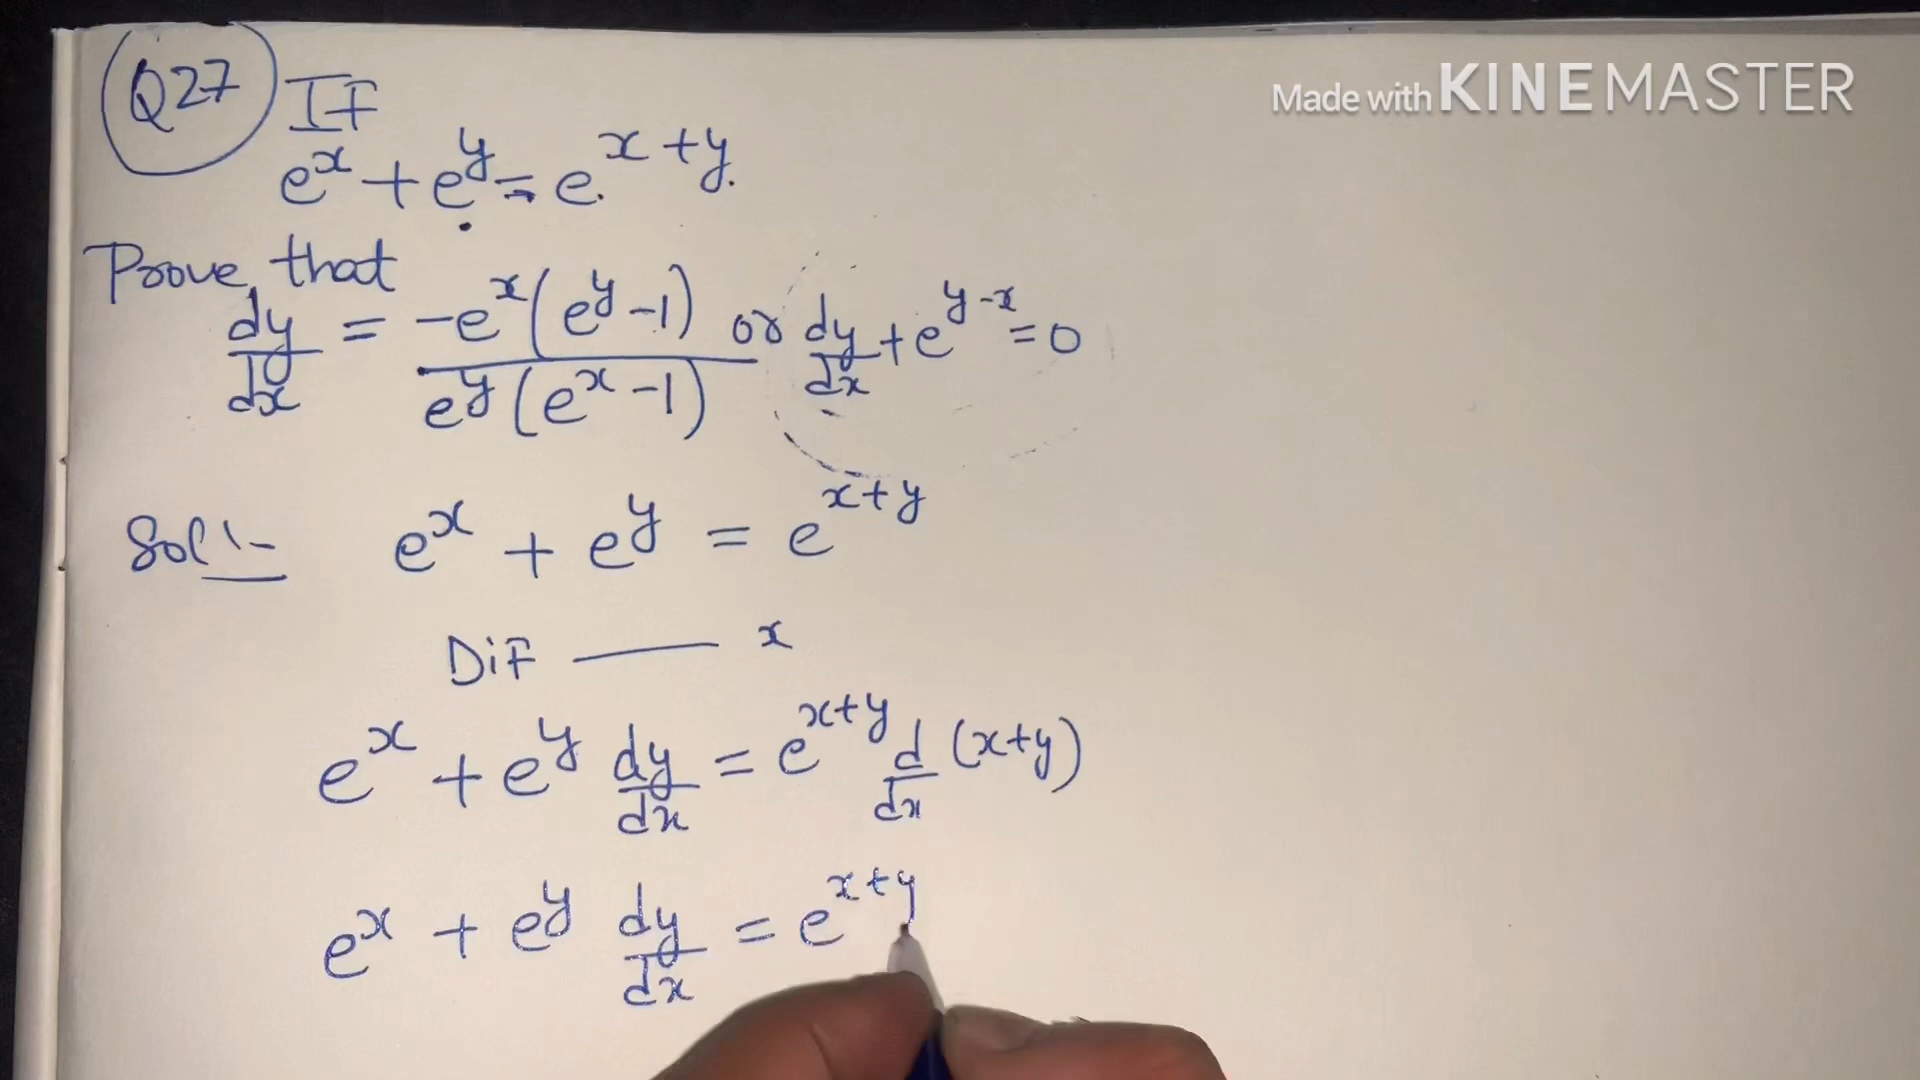 Q27 IF
e^x + e^y = e^x+y
Prove that
dy/dx = -e^x(e^y-1) / e^y(e^x-1) or dy/dx + e^y-x = 0
Sol:- e^x + e^y = e^x+y
DiF —— x
e^x + e^y dy/dx = e^x+y d/dx (x+y)
e^x + e^y dy/dx = e^x+y
Made with KINEMASTER